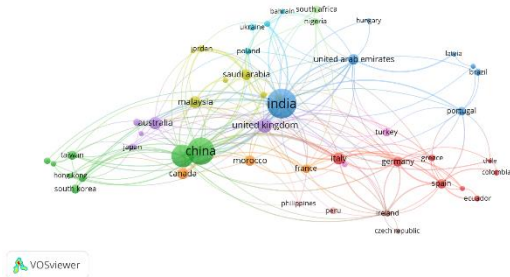 bahrain
south africa
ukraine
nigeria
hungary
jordan
poland
saudi arabia
united arab emirates
latvia
brazil
malaysia
india
portugal
australia
united kingdom
turkey
japan
taiwan
china
morocco
italy
germany
greece
chile
hong kong
canada
france
colombia
south korea
spain
ecuador
philippines
peru
ireland
czech republic
VOSviewer